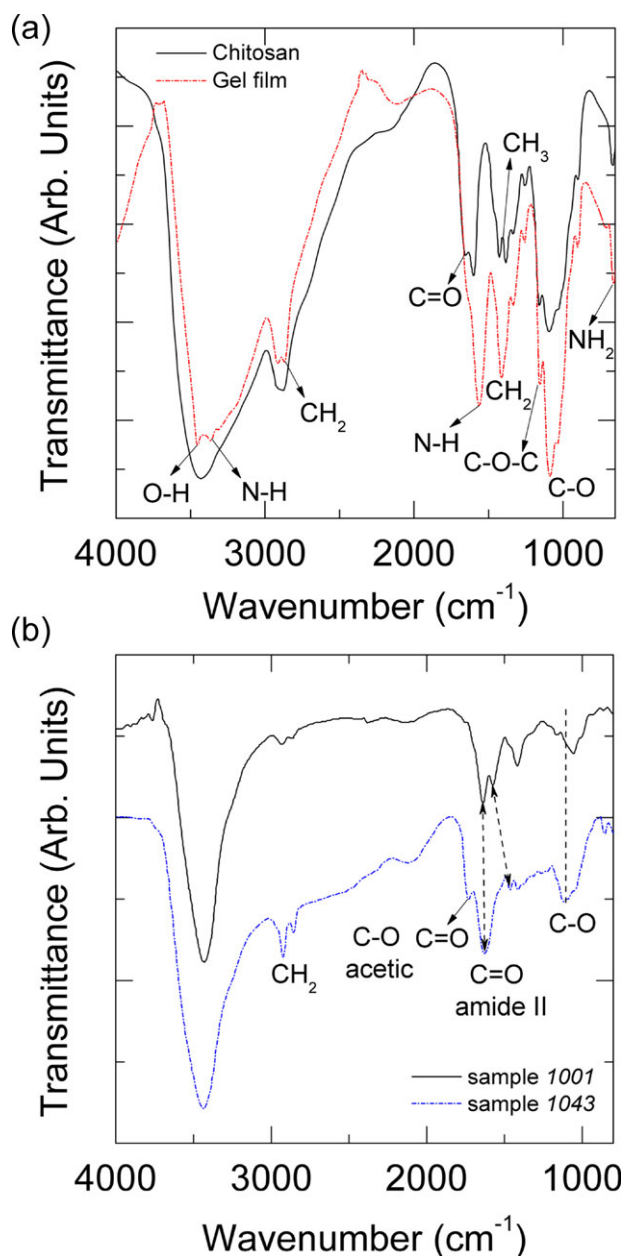 (a)
Chitosan
Gel film
Transmittance (Arb. Units)
CH₃
C=O
NH₂
CH₂
CH₂
N-H
C-O-C
O-H
N-H
C-O
4000 3000 2000 1000
Wavenumber (cm⁻¹)
(b)
Transmittance (Arb. Units)
C-O
acetic
C=O
C-O
CH₂
C=O
amide II
sample 1001
sample 1043
4000 3000 2000 1000
Wavenumber (cm⁻¹)